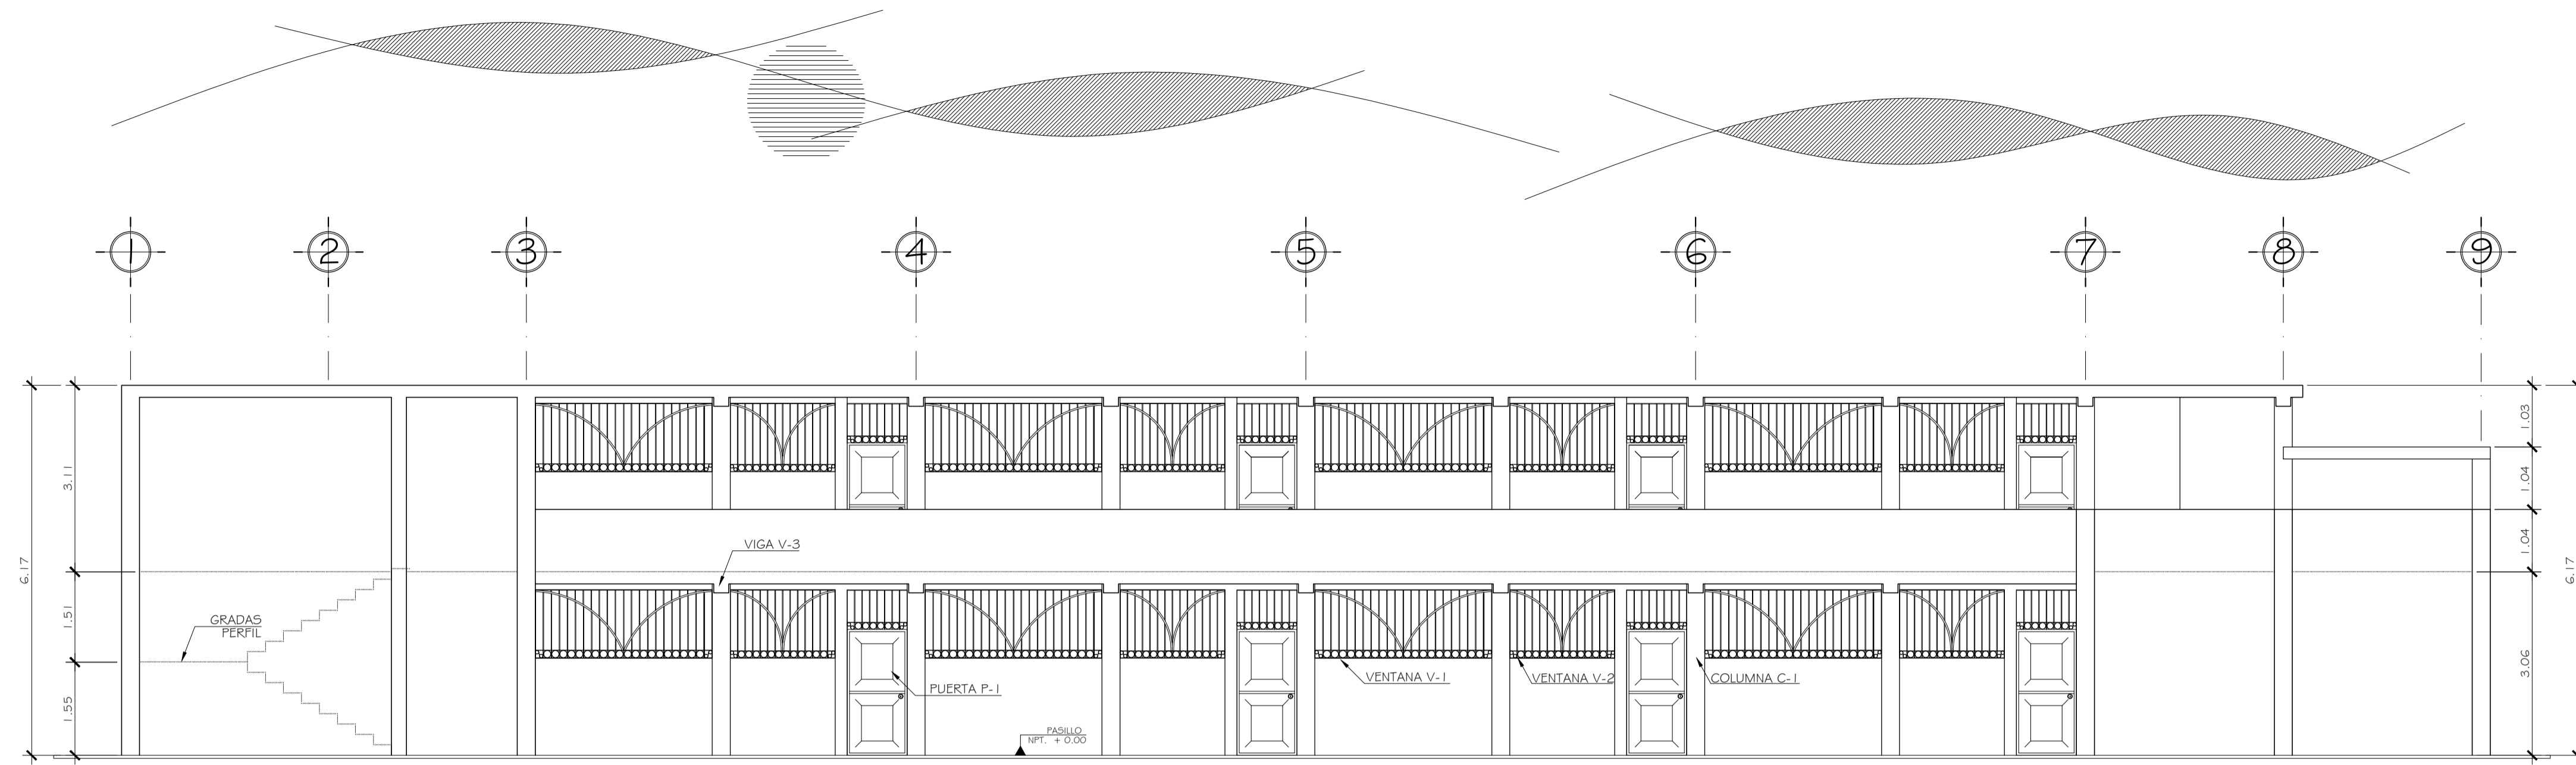 1 2 3 4 5 6 7 8 9
6.17
3.11
1.51
1.55
GRADAS
PERFIL
VIGA V-3
PUERTA P-1
PASILLO
NPT. + 0.00
VENTANA V-1
VENTANA V-2
COLUMNA C-1
1.03
1.04
1.04
3.06
6.17